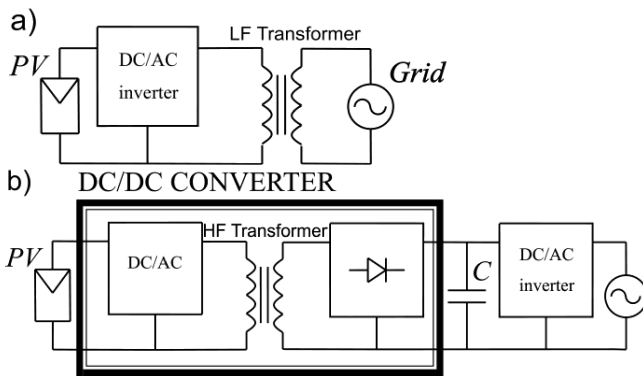 a)
LF Transformer
PV
DC/AC
inverter
Grid
b)
DC/DC CONVERTER
HF Transformer
PV
DC/AC
C
DC/AC
inverter